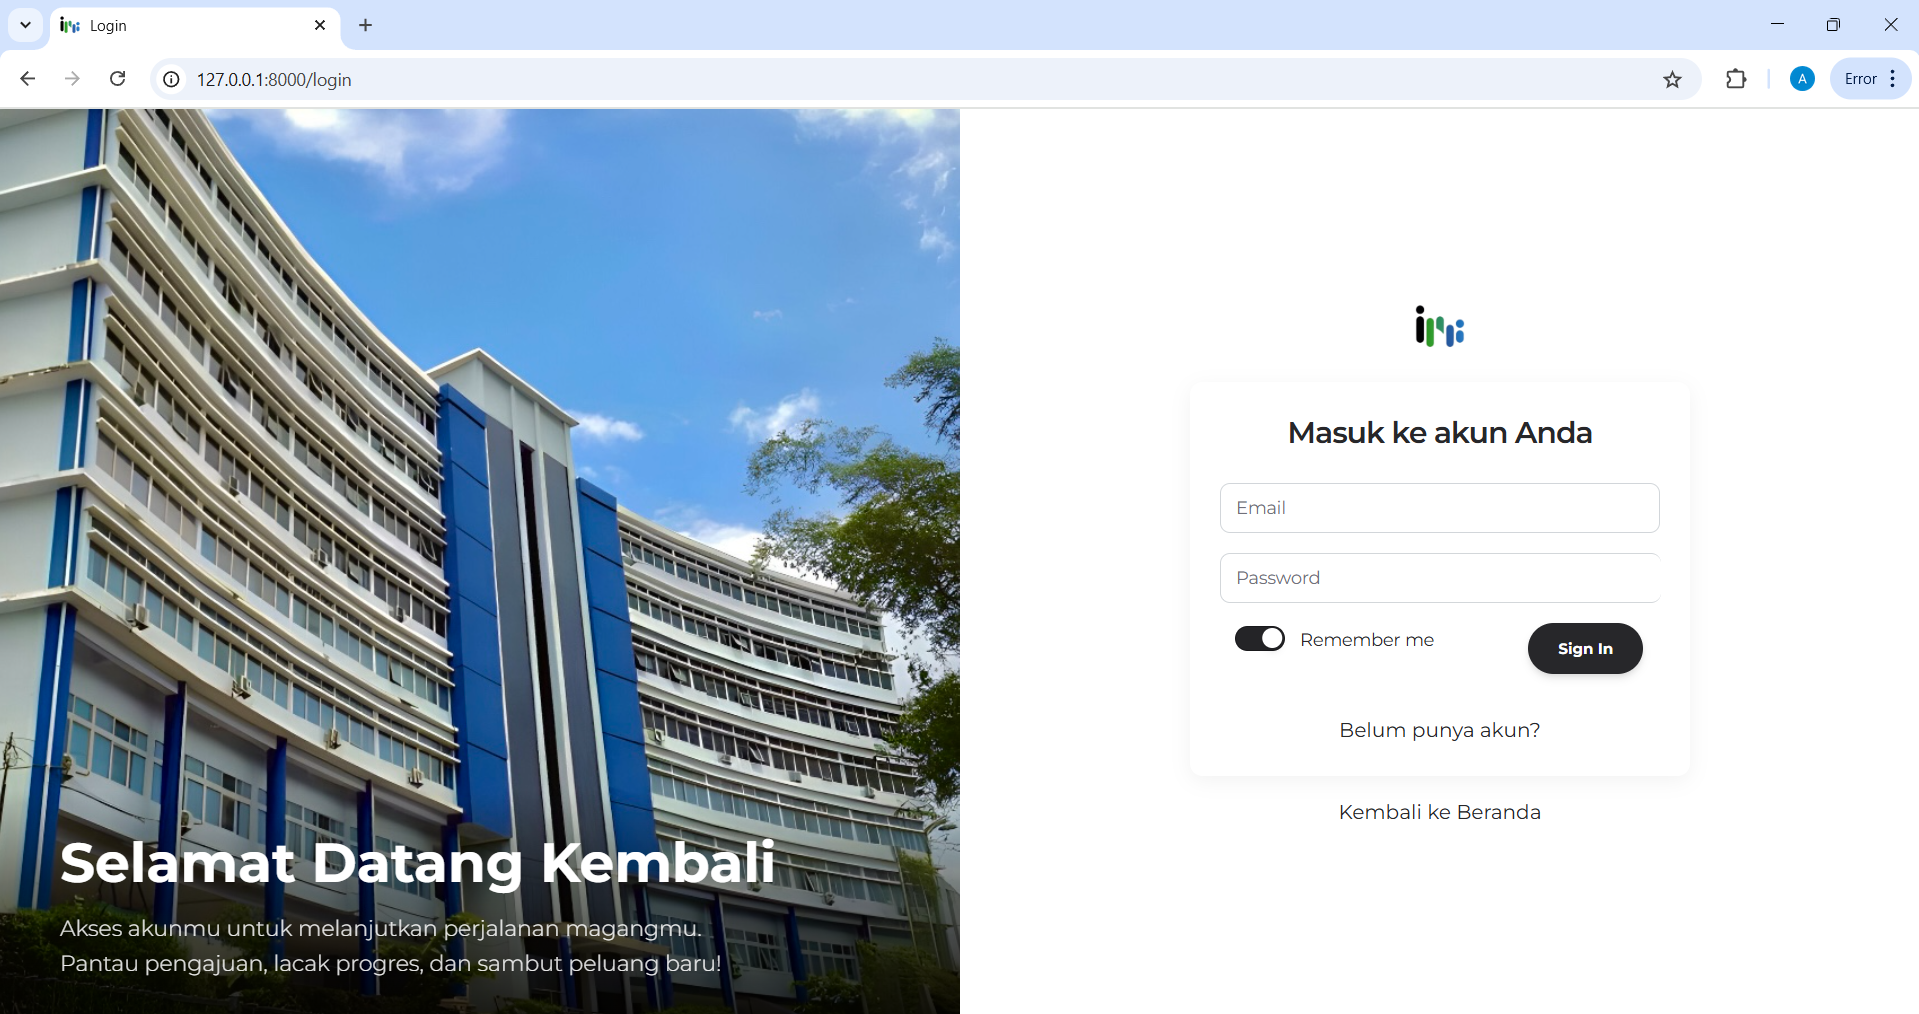 Login
127.0.0.1:8000/login
A
Error
Masuk ke akun Anda
Email
Password
Remember me
Sign In
Belum punya akun?
Kembali ke Beranda
Selamat Datang Kembali
Akses akunmu untuk melanjutkan perjalanan magangmu.
Pantau pengajuan, lacak progres, dan sambut peluang baru!